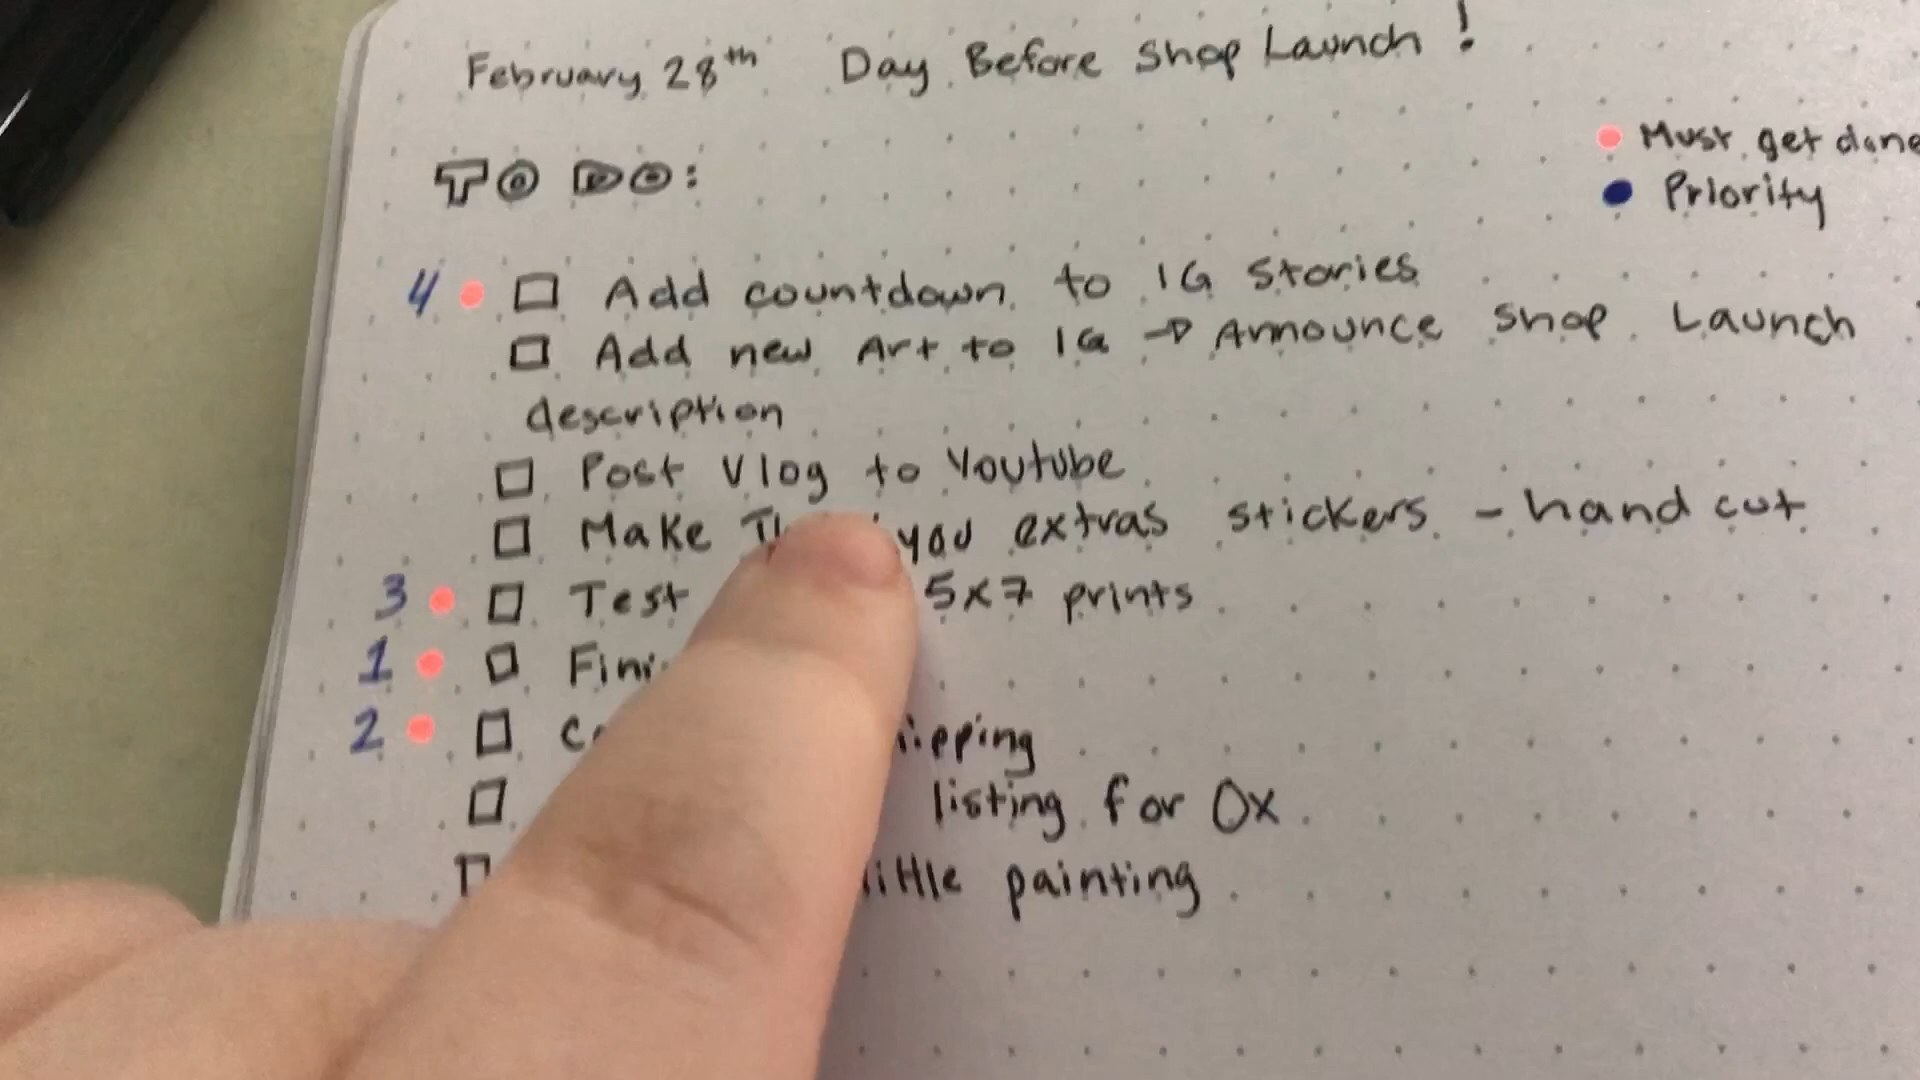 February 28th Day Before Shop Launch!
Must get done
TO DO:
Priority
4 Add countdown to IG Stories
Add new Art to IG → Announce Shop Launch
description
Post Vlog to Youtube
Make you extras stickers - hand cut
3 Test 5x7 prints
1
2
listing for Ox
little painting